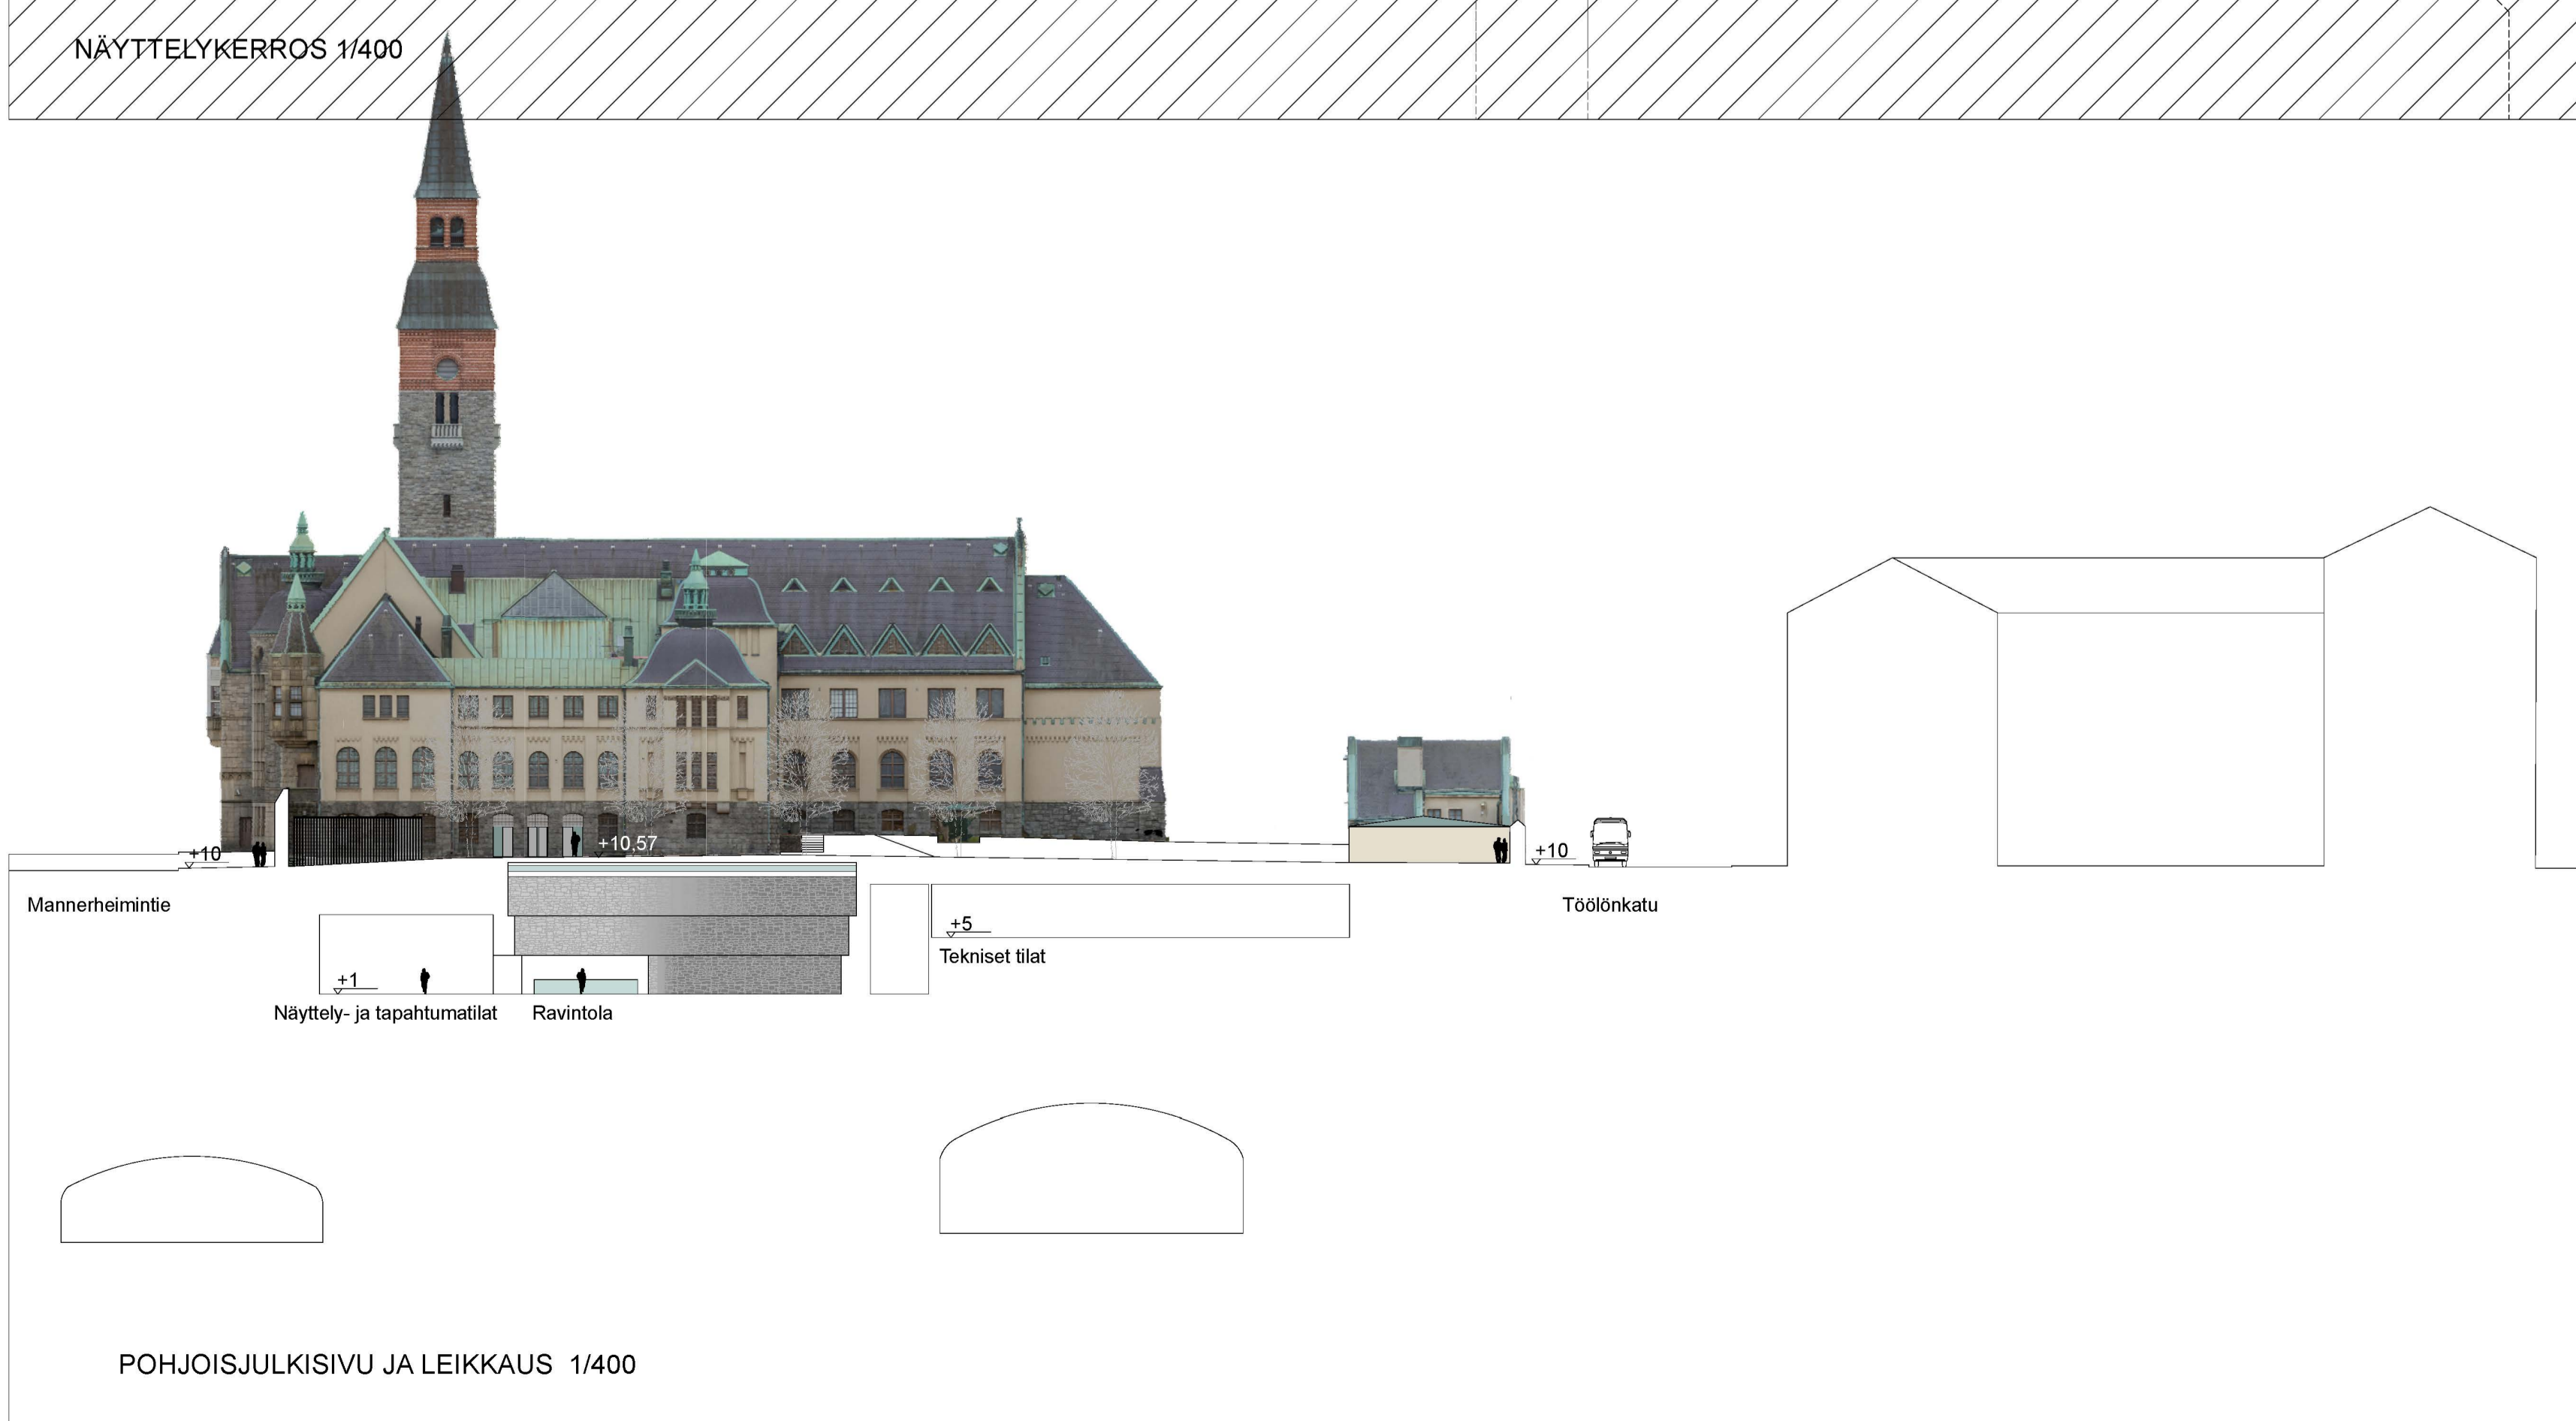 NÄYTTELYKERROS 1/400
+10,57
+10
+10
Mannerheimintie
Töölönkatu
+5
Tekniset tilat
+1
Näyttely- ja tapahtumatilat
Ravintola
POHJOISJULKISIVU JA LEIKKAUS 1/400